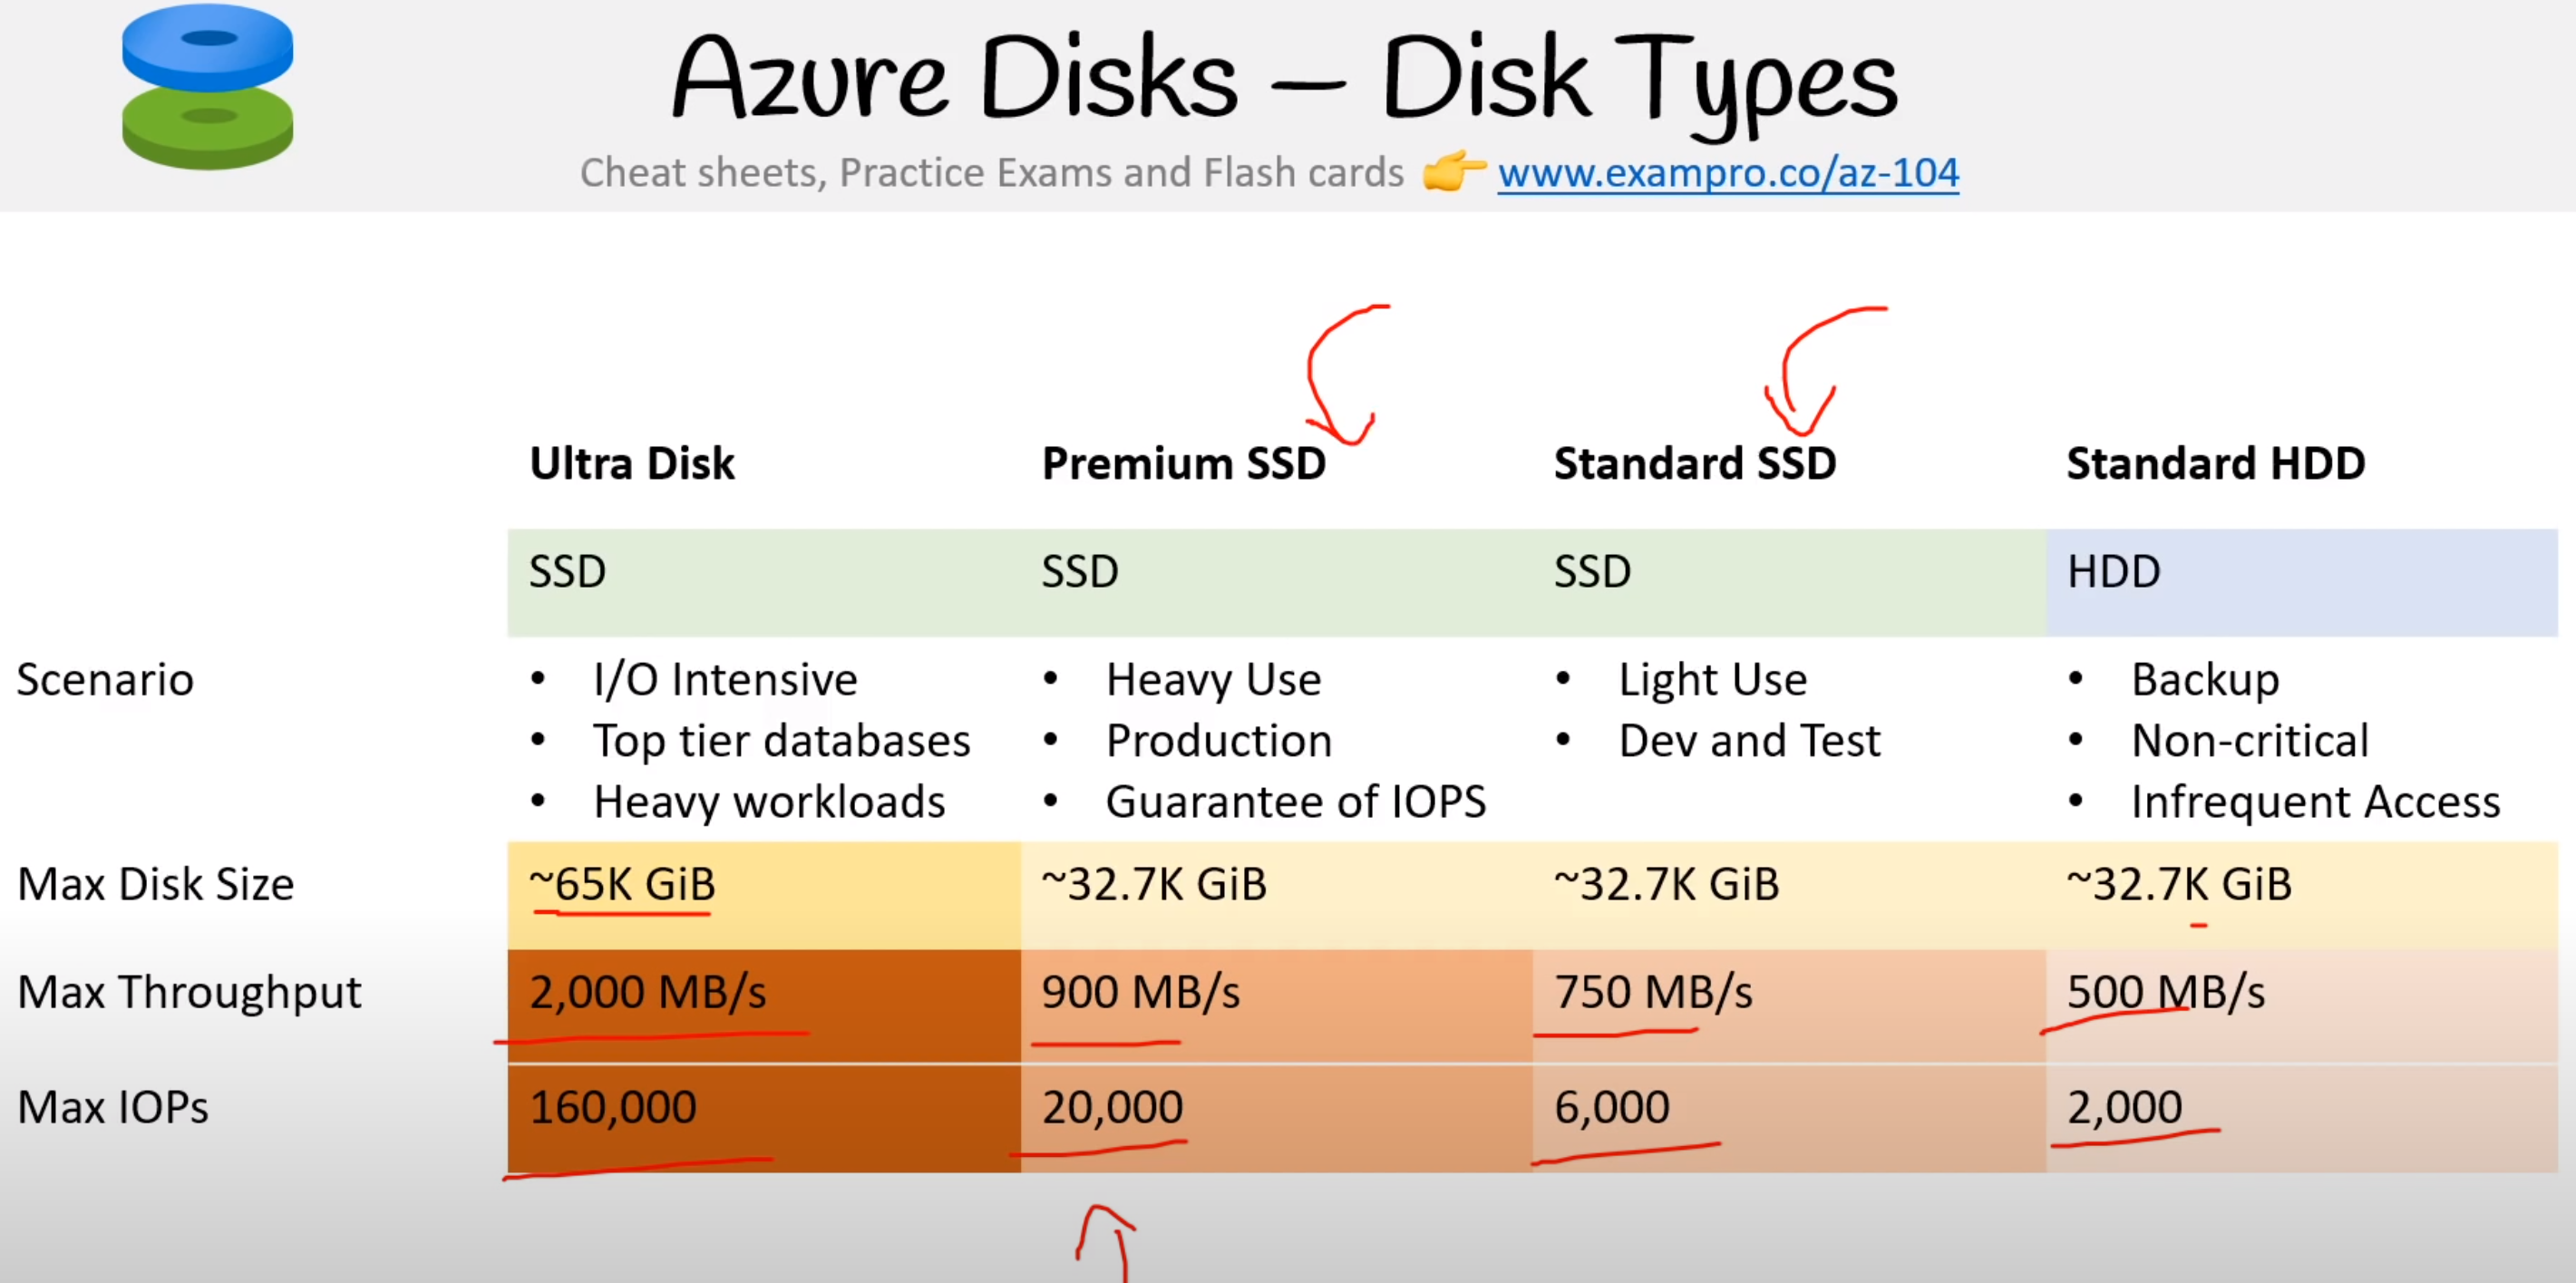 Azure Disks – Disk Types
Cheat sheets, Practice Exams and Flash cards 👉 www.exampro.co/az-104
Ultra Disk Premium SSD Standard SSD Standard HDD
SSD SSD SSD HDD
Scenario • I/O Intensive • Heavy Use • Light Use • Backup
• Top tier databases • Production • Dev and Test • Non-critical
• Heavy workloads • Guarantee of IOPS • Infrequent Access
Max Disk Size ~65K GiB ~32.7K GiB ~32.7K GiB ~32.7K GiB
Max Throughput 2,000 MB/s 900 MB/s 750 MB/s 500 MB/s
Max IOPs 160,000 20,000 6,000 2,000